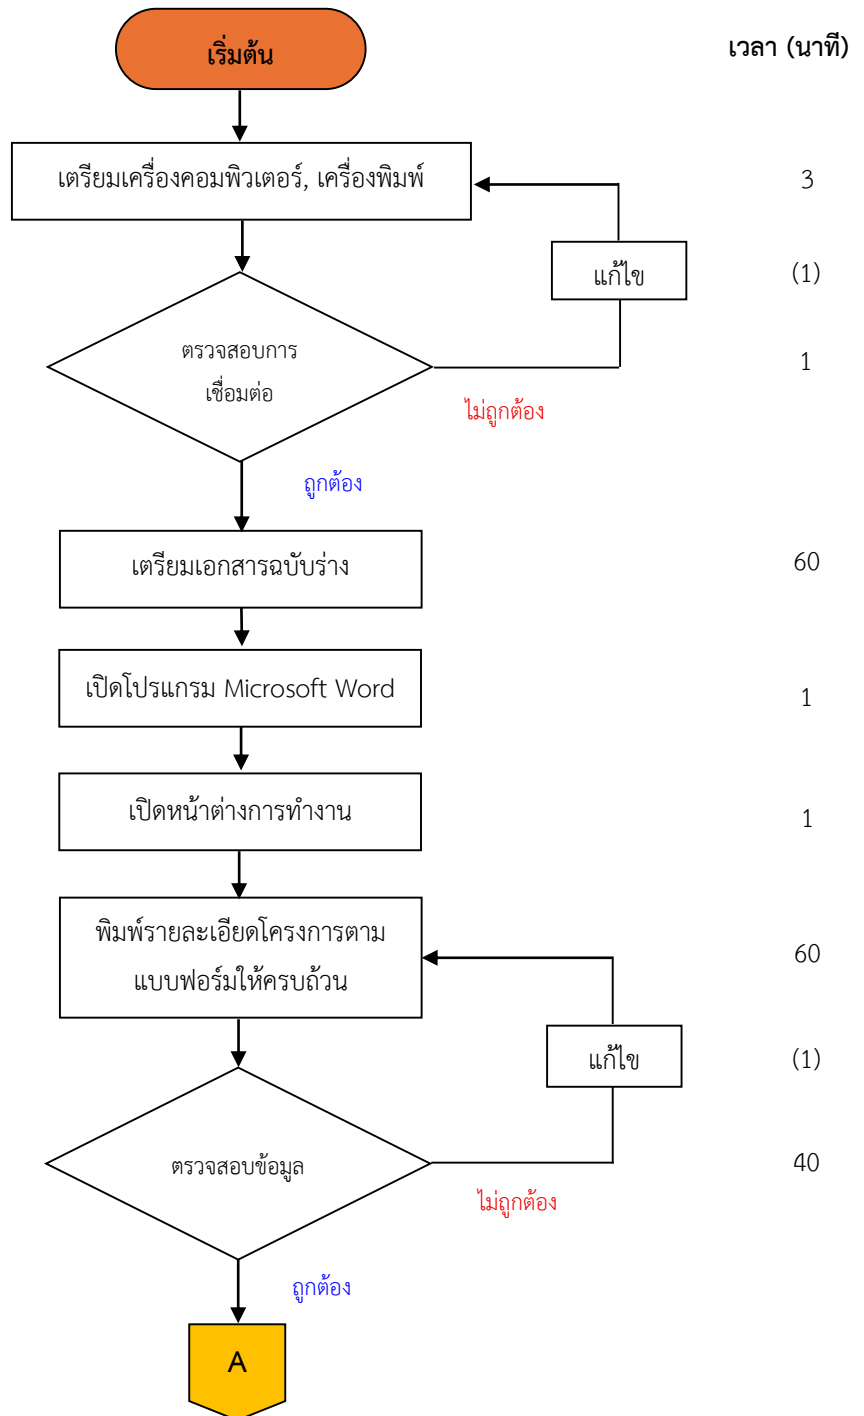 เริ่มต้น
เวลา (นาที)
เตรียมเครื่องคอมพิวเตอร์, เครื่องพิมพ์
3
แก้ไข
(1)
ตรวจสอบการ
เชื่อมต่อ
1
ไม่ถูกต้อง
ถูกต้อง
เตรียมเอกสารฉบับร่าง
60
เปิดโปรแกรม Microsoft Word
1
เปิดหน้าต่างการทำงาน
1
พิมพ์รายละเอียดโครงการตาม
แบบฟอร์มให้ครบถ้วน
60
แก้ไข
(1)
ตรวจสอบข้อมูล
40
ไม่ถูกต้อง
ถูกต้อง
A